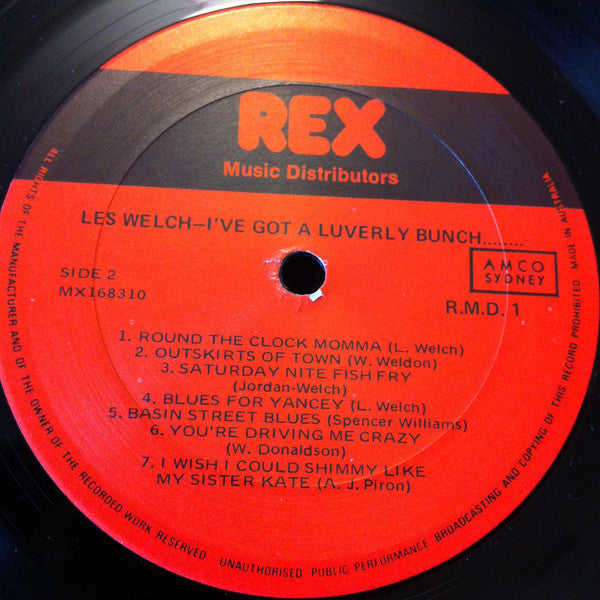 REX
Music Distributors
LES WELCH—I'VE GOT A LUVERLY BUNCH........
SIDE 2
MX168310
AMCO
SYDNEY
R.M.D. 1
1. ROUND THE CLOCK MOMMA (L. Welch)
2. OUTSKIRTS OF TOWN (W. Weldon)
3. SATURDAY NITE FISH FRY
(Jordan-Welch)
4. BLUES FOR YANCEY (L. Welch)
5. BASIN STREET BLUES (Spencer Williams)
6. YOU'RE DRIVING ME CRAZY
(W. Donaldson)
7. I WISH I COULD SHIMMY LIKE
MY SISTER KATE (A. J. Piron)
ALL RIGHTS OF THE MANUFACTURER AND OF THE OWNER OF THE RECORDED WORK RESERVED UNAUTHORISED PUBLIC PERFORMANCE BROADCASTING AND COPYING OF THIS RECORD PROHIBITED MADE IN AUSTRALIA